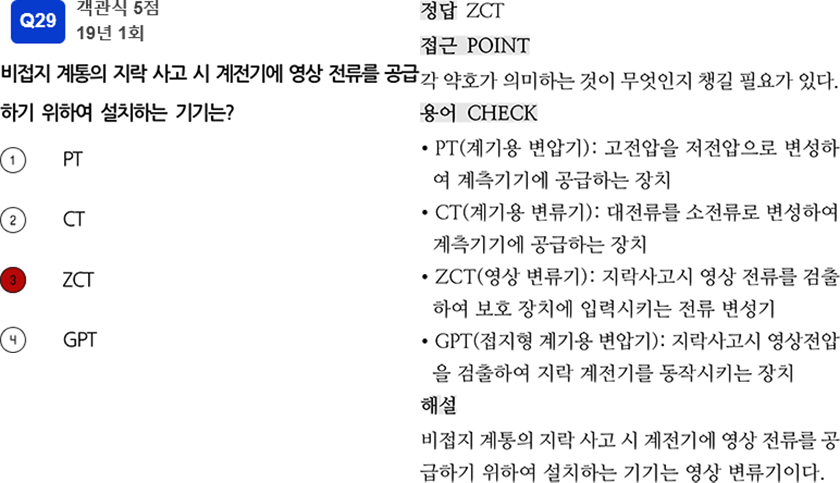 Q29
객관식 5점
19년 1회
비접지 계통의 지락 사고 시 계전기에 영상 전류를 공급
하기 위하여 설치하는 기기는?
1 PT
2 CT
3 ZCT
4 GPT
정답 ZCT
접근 POINT
각 약호가 의미하는 것이 무엇인지 챙길 필요가 있다.
용어 CHECK
• PT(계기용 변압기): 고전압을 저전압으로 변성하
여 계측기기에 공급하는 장치
• CT(계기용 변류기): 대전류를 소전류로 변성하여
계측기기에 공급하는 장치
• ZCT(영상 변류기): 지락사고시 영상 전류를 검출
하여 보호 장치에 입력시키는 전류 변성기
• GPT(접지형 계기용 변압기): 지락사고시 영상전압
을 검출하여 지락 계전기를 동작시키는 장치
해설
비접지 계통의 지락 사고 시 계전기에 영상 전류를 공
급하기 위하여 설치하는 기기는 영상 변류기이다.